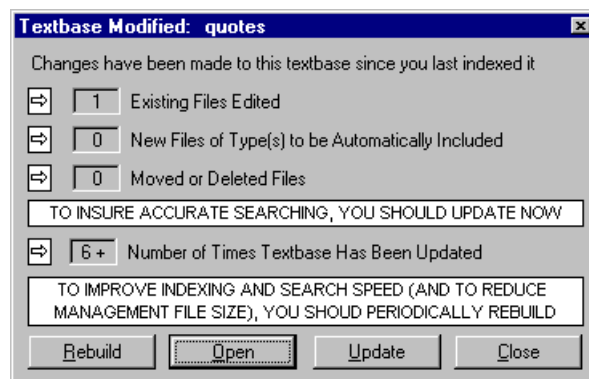 Textbase Modified: quotes
Changes have been made to this textbase since you last indexed it
1 Existing Files Edited
0 New Files of Type(s) to be Automatically Included
0 Moved or Deleted Files
TO INSURE ACCURATE SEARCHING, YOU SHOULD UPDATE NOW
6 + Number of Times Textbase Has Been Updated
TO IMPROVE INDEXING AND SEARCH SPEED (AND TO REDUCE
MANAGEMENT FILE SIZE), YOU SHOUD PERIODICALLY REBUILD
Rebuild Open Update Close